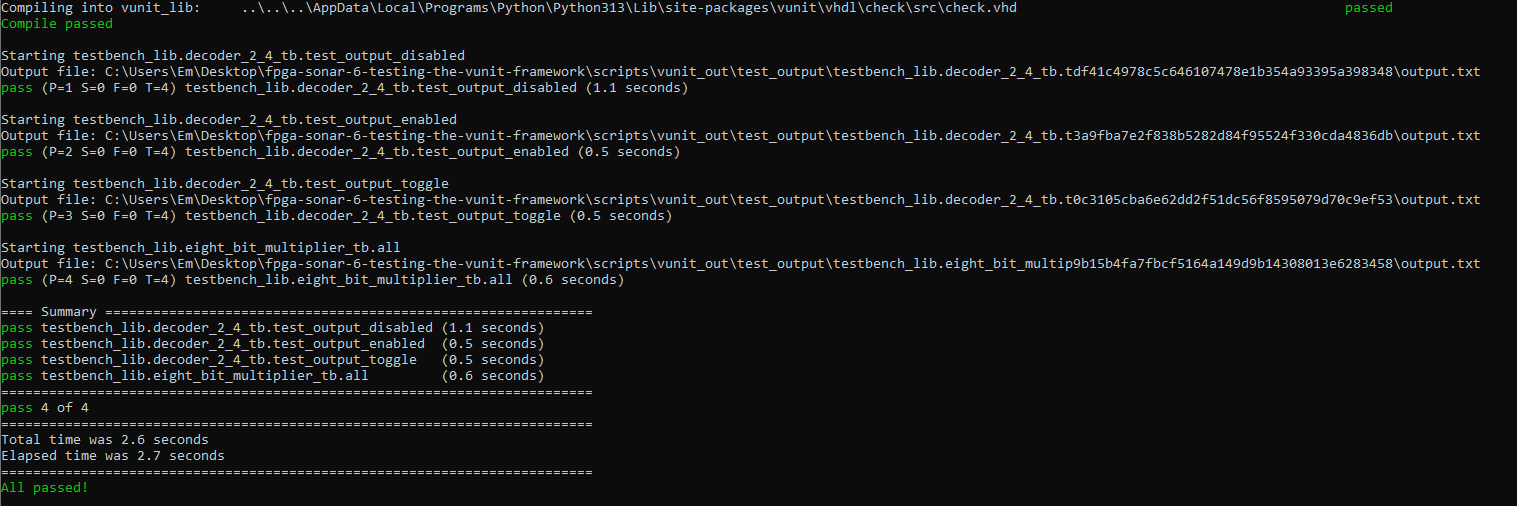 Compiling into vunit_lib:     ..\..\..\AppData\Local\Programs\Python\Python313\Lib\site-packages\vunit\vhdl\check\src\check.vhd                                         passed
Compile passed
Starting testbench_lib.decoder_2_4_tb.test_output_disabled
Output file: C:\Users\Em\Desktop\fpga-sonar-6-testing-the-vunit-framework\scripts\vunit_out\test_output\testbench_lib.decoder_2_4_tb.tdf41c4978c5c646107478e1b354a93395a398348\output.txt
pass (P=1 S=0 F=0 T=4) testbench_lib.decoder_2_4_tb.test_output_disabled (1.1 seconds)
Starting testbench_lib.decoder_2_4_tb.test_output_enabled
Output file: C:\Users\Em\Desktop\fpga-sonar-6-testing-the-vunit-framework\scripts\vunit_out\test_output\testbench_lib.decoder_2_4_tb.t3a9fba7e2f838b5282d84f95524f330cda4836db\output.txt
pass (P=2 S=0 F=0 T=4) testbench_lib.decoder_2_4_tb.test_output_enabled (0.5 seconds)
Starting testbench_lib.decoder_2_4_tb.test_output_toggle
Output file: C:\Users\Em\Desktop\fpga-sonar-6-testing-the-vunit-framework\scripts\vunit_out\test_output\testbench_lib.decoder_2_4_tb.t0c3105cba6e62dd2f51dc56f8595079d70c9ef53\output.txt
pass (P=3 S=0 F=0 T=4) testbench_lib.decoder_2_4_tb.test_output_toggle (0.5 seconds)
Starting testbench_lib.eight_bit_multiplier_tb.all
Output file: C:\Users\Em\Desktop\fpga-sonar-6-testing-the-vunit-framework\scripts\vunit_out\test_output\testbench_lib.eight_bit_multip9b15b4fa7fbcf5164a149d9b14308013e6283458\output.txt
pass (P=4 S=0 F=0 T=4) testbench_lib.eight_bit_multiplier_tb.all (0.6 seconds)
==== Summary =============================================================
pass testbench_lib.decoder_2_4_tb.test_output_disabled (1.1 seconds)
pass testbench_lib.decoder_2_4_tb.test_output_enabled  (0.5 seconds)
pass testbench_lib.decoder_2_4_tb.test_output_toggle   (0.5 seconds)
pass testbench_lib.eight_bit_multiplier_tb.all         (0.6 seconds)
==========================================================================
pass 4 of 4
==========================================================================
Total time was 2.6 seconds
Elapsed time was 2.7 seconds
==========================================================================
All passed!